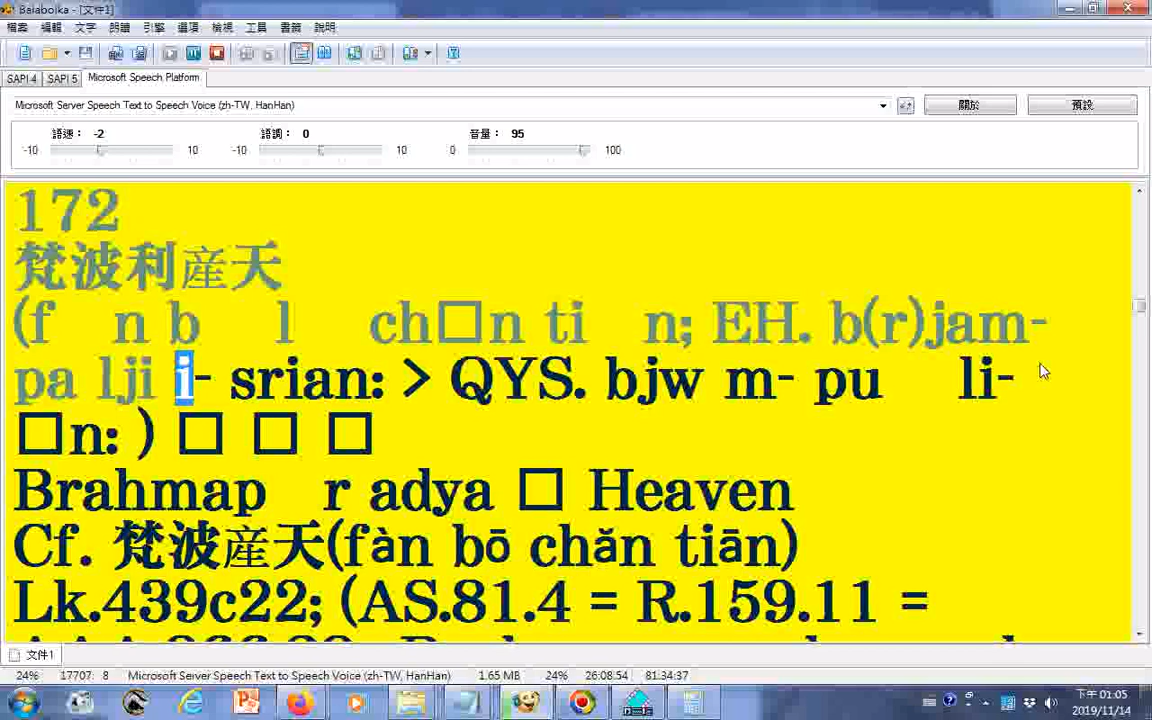 Balabolka - [文件1]
檔案 編輯 文字 朗讀 引擎 選項 檢視 工具 書籤 說明
SAPI 4 SAPI 5 Microsoft Speech Platform
Microsoft Server Speech Text to Speech Voice (zh-TW, HanHan) 關於 預設
語速： -2 語調： 0 音量： 95
-10 10 -10 10 0 100
172
梵波利産天
(f n b l ch□n ti n; EH. b(r)jam-
pa lji i- srian: > QYS. bjw m- pu li-
□n: ) □ □ □
Brahmap r adya □ Heaven
Cf. 梵波産天(fàn bō chǎn tiān)
Lk.439c22; (AS.81.4 = R.159.11 =
文件1
24% 17707: 8 Microsoft Server Speech Text to Speech Voice (zh-TW, HanHan) 1.65 MB 24% 26:08:54 81:34:37
下午 01:05
2019/11/14